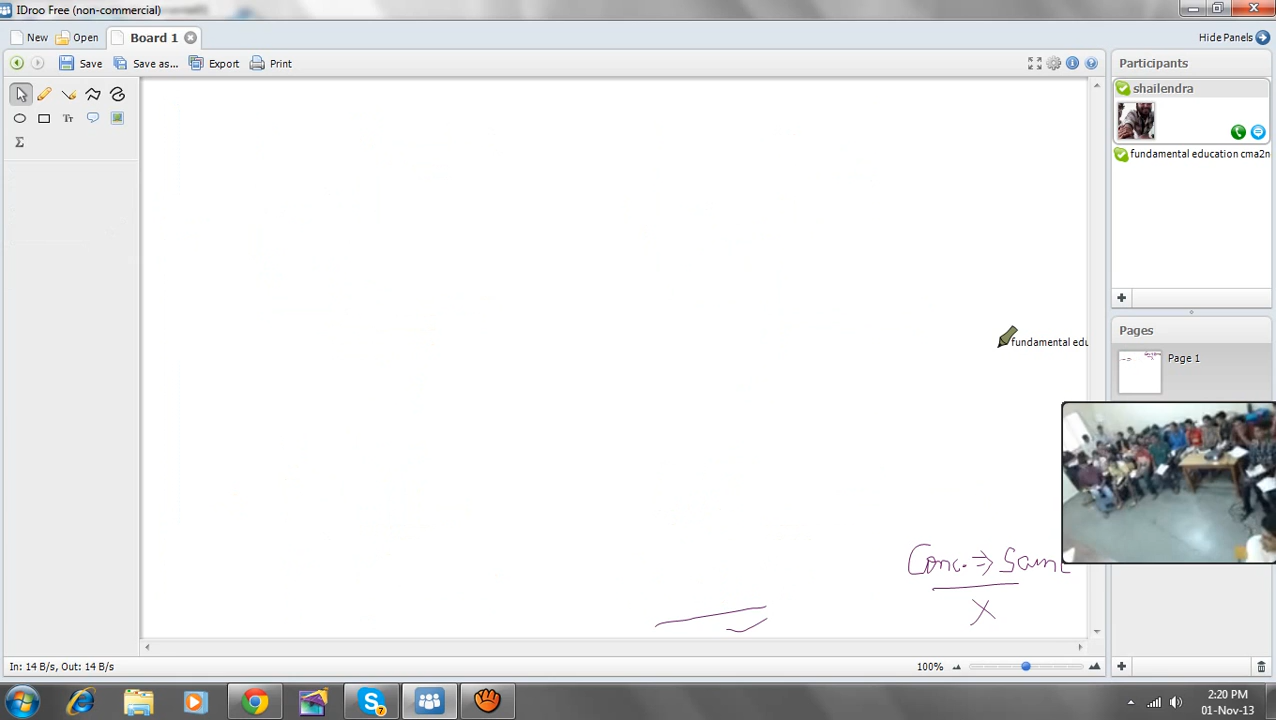 IDroo Free (non-commercial)
New Open Board 1 Hide Panels
Save Save as... Export Print
Participants
shailendra
fundamental education cma2n
Tr
Σ
fundamental edu
Pages
Page 1
Conc. => Same
X
In: 14 B/s, Out: 14 B/s 100%
7
2:20 PM
01-Nov-13